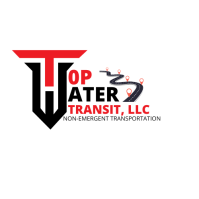 TOP
WATER
TRANSIT, LLC
NON-EMERGENT TRANSPORTATION